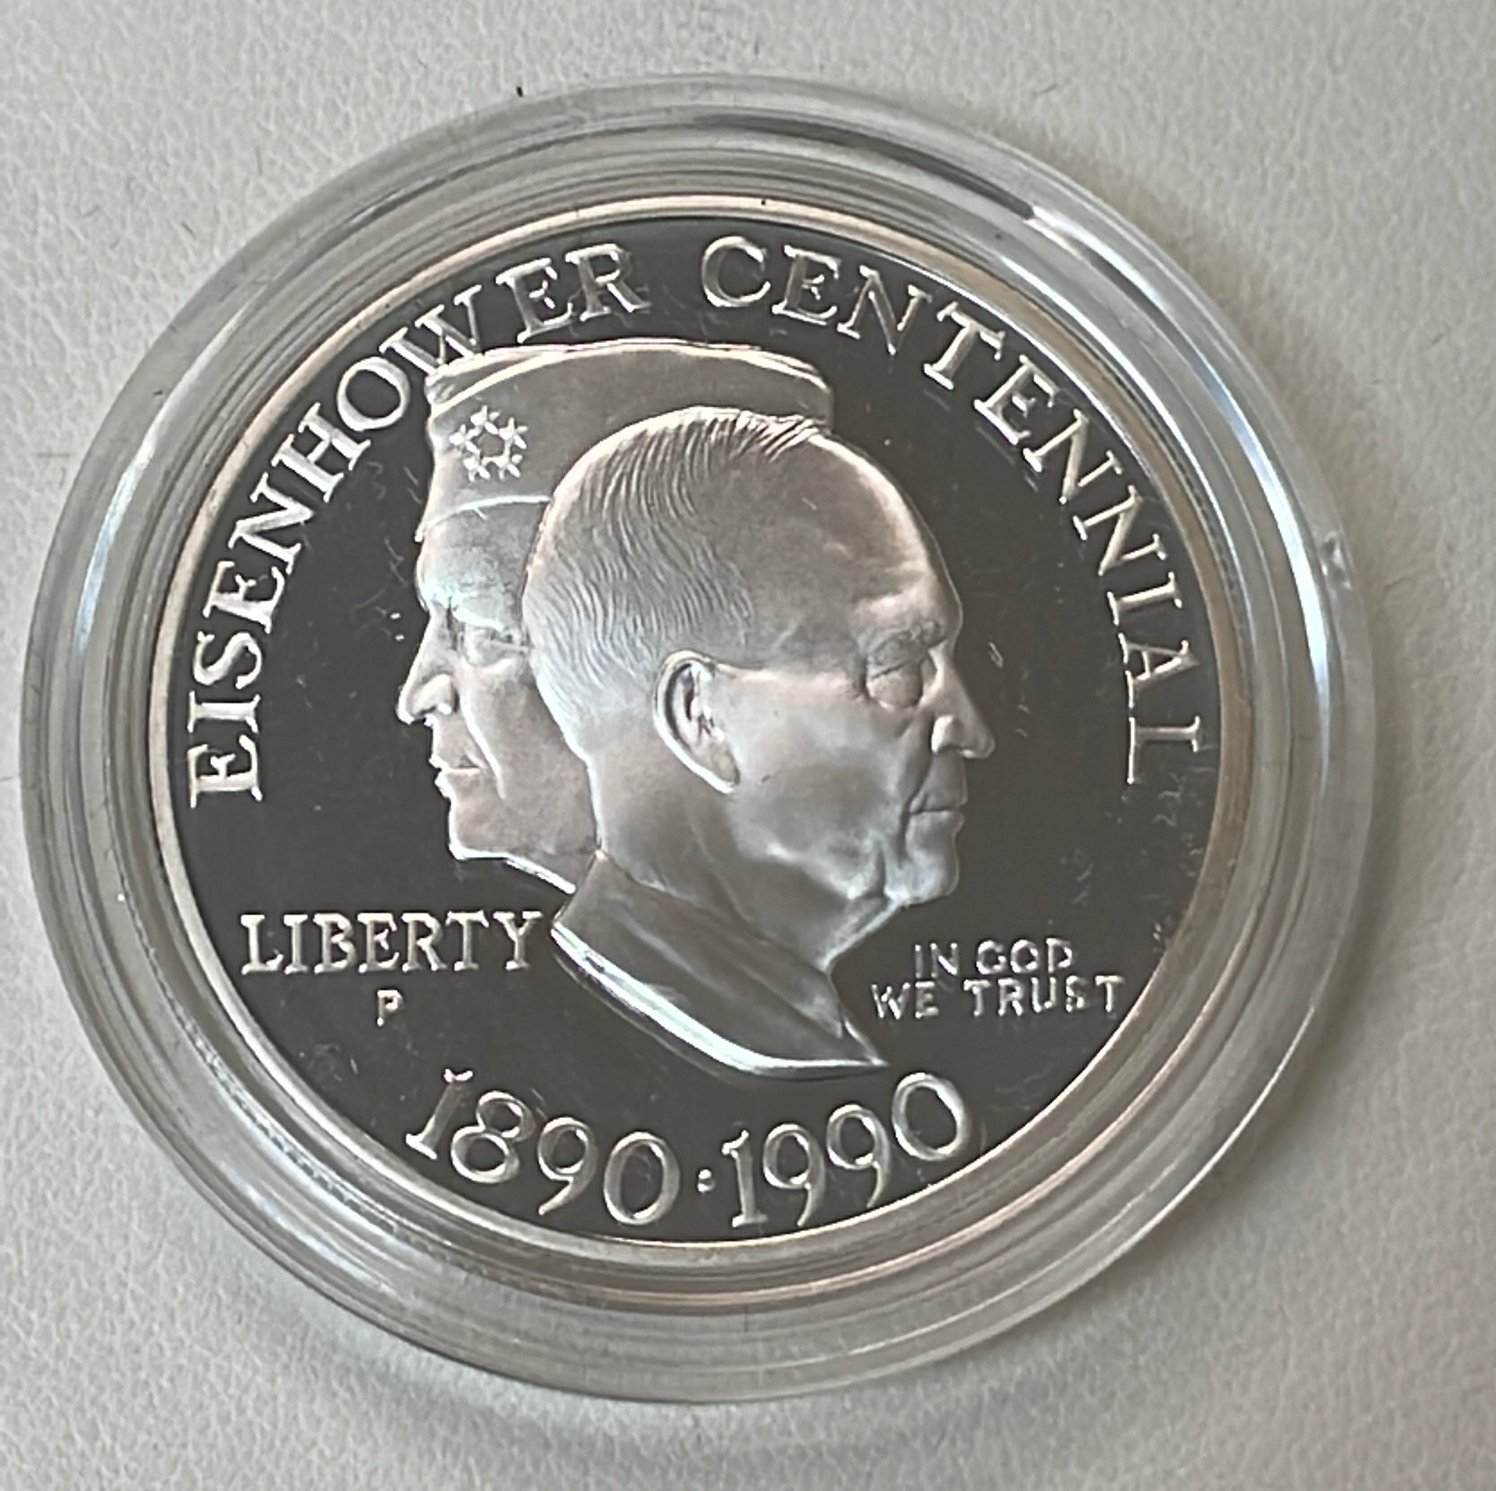 EISENHOWER CENTENNIAL
LIBERTY
P
IN GOD
WE TRUST
1890·1990